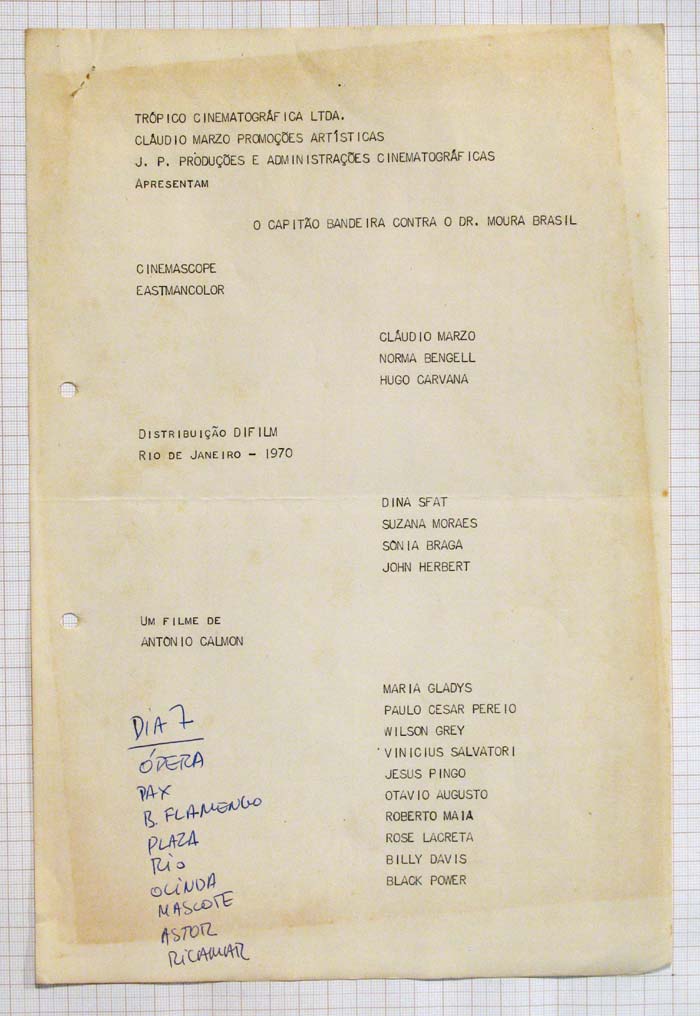 TRÓPICO CINEMATOGRÁFICA LTDA.
CLÁUDIO MARZO PROMOÇÕES ARTÍSTICAS
J. P. PRODUÇÕES E ADMINISTRAÇÕES CINEMATOGRÁFICAS
APRESENTAM
O CAPITÃO BANDEIRA CONTRA O DR. MOURA BRASIL
CINEMASCOPE
EASTMANCOLOR
CLÁUDIO MARZO
NORMA BENGELL
HUGO CARVANA
DISTRIBUIÇÃO DIFILM
RIO DE JANEIRO - 1970
DINA SFAT
SUZANA MORAES
SÔNIA BRAGA
JOHN HERBERT
UM FILME DE
ANTÔNIO CALMON
MARIA GLADYS
PAULO CESAR PEREIO
WILSON GREY
VINICIUS SALVATORI
JESUS PINGO
OTAVIO AUGUSTO
ROBERTO MAIA
ROSE LACRETA
BILLY DAVIS
BLACK POWER
DIA 7
ÓPERA
PAX
B. FLAMENGO
PLAZA
RIO
OLINDA
MASCOTE
ASTOR
RICAMAR